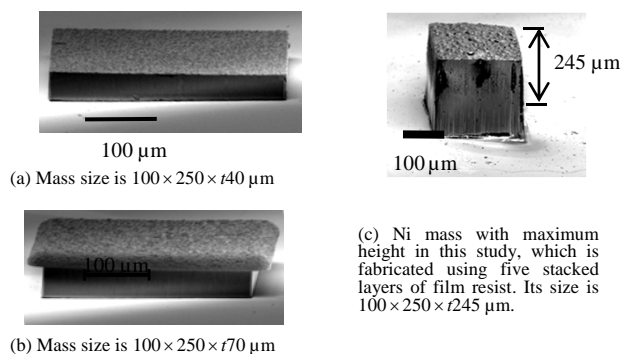 100 µm
(a) Mass size is 100 × 250 × t40 µm
100 µm
(b) Mass size is 100 × 250 × t70 µm
245 µm
100 µm
(c) Ni mass with maximum
height in this study, which is
fabricated using five stacked
layers of film resist. Its size is
100 × 250 × t245 µm.